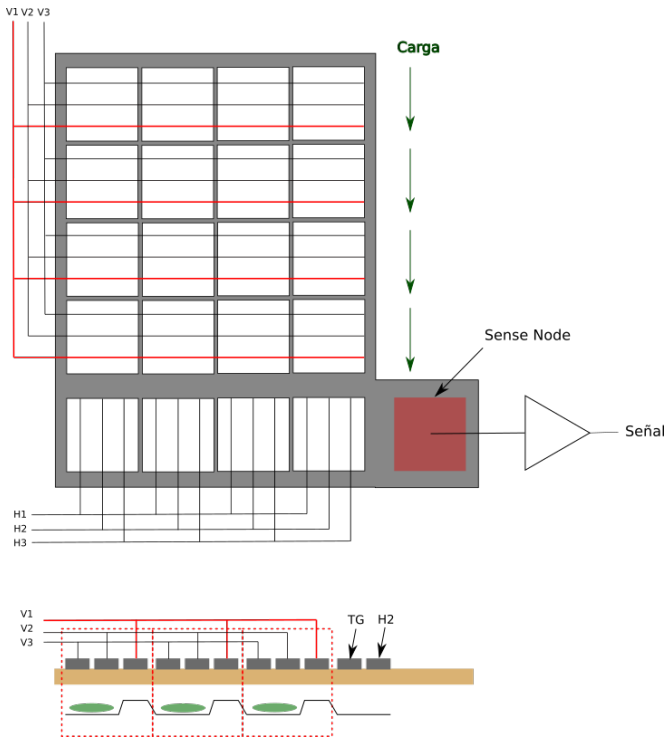 V1 V2 V3
Carga
Sense Node
Señal
H1
H2
H3
V1
V2
V3
TG H2